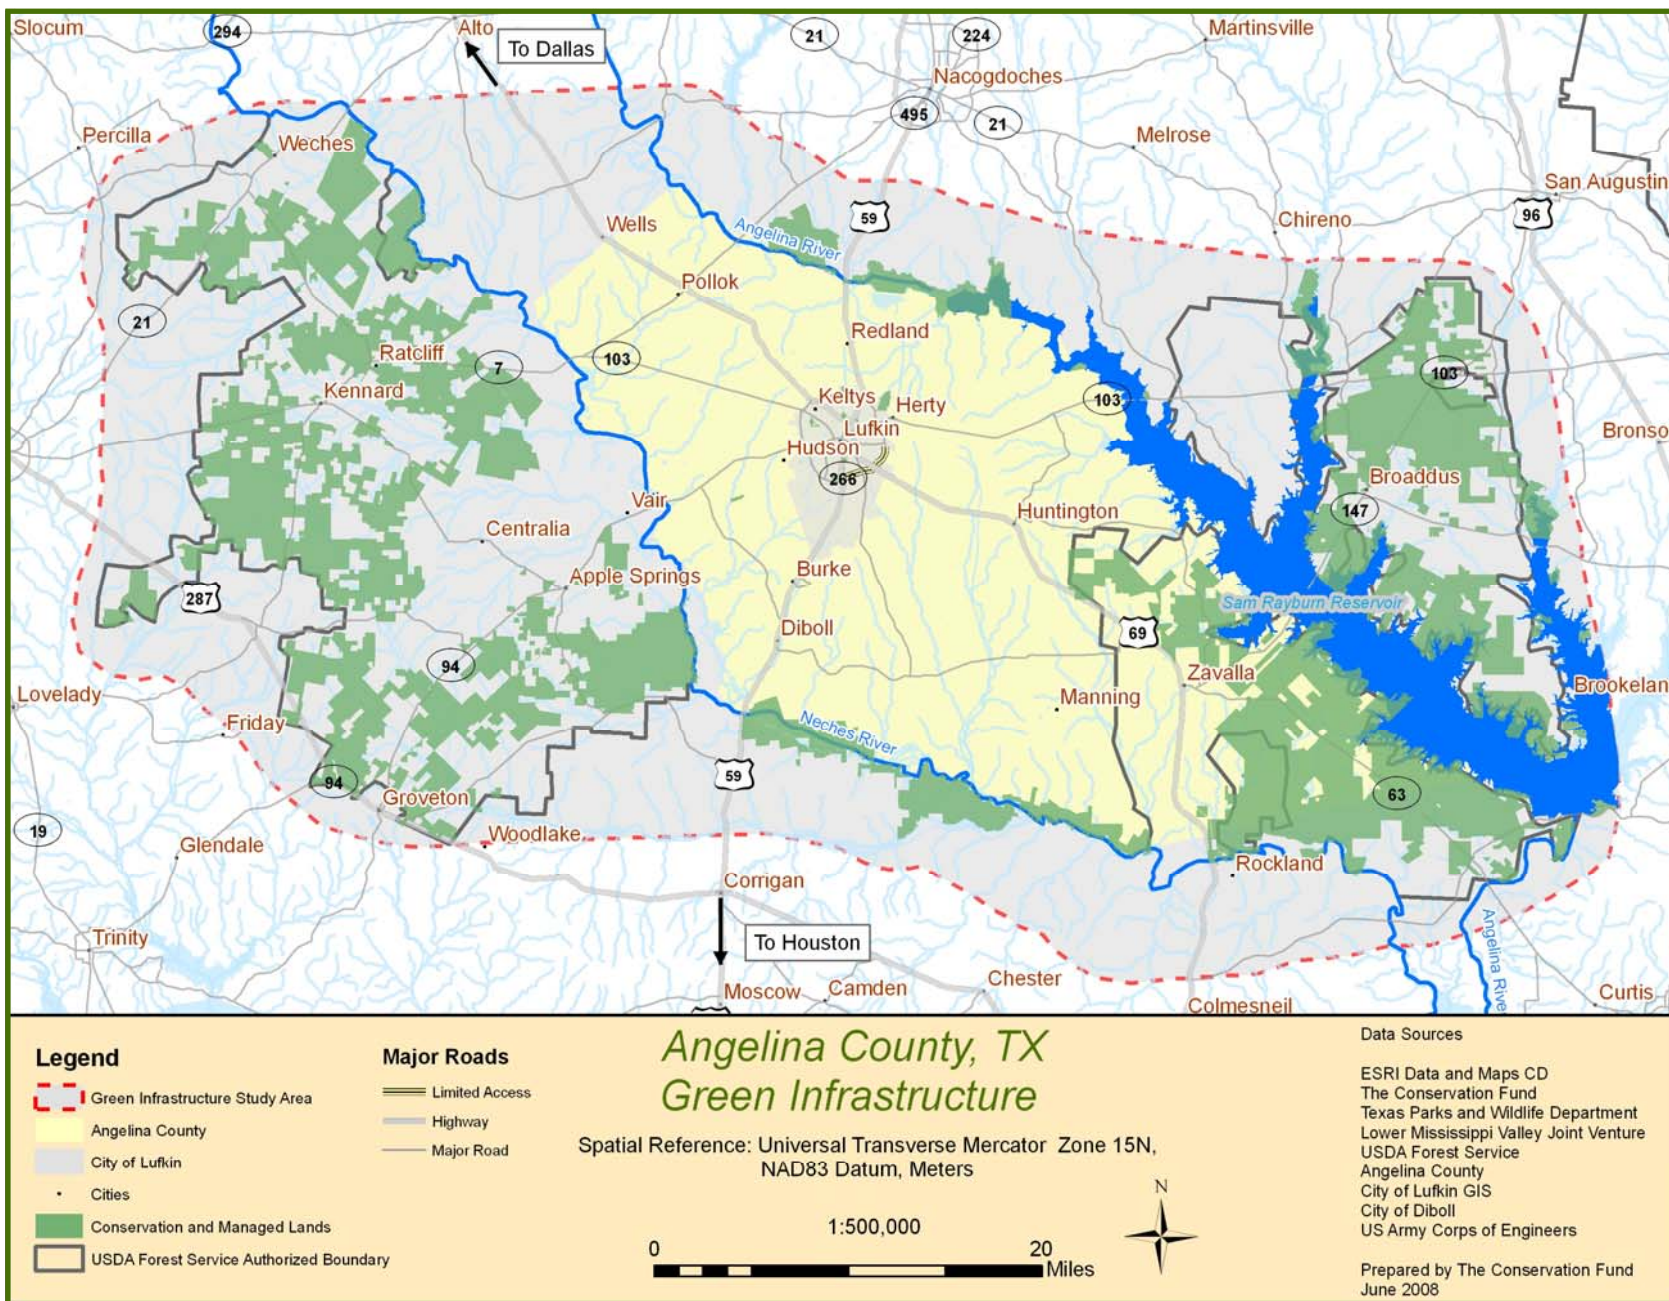 Slocum
294
Alto
To Dallas
21
224
Martinsville
Nacogdoches
495
21
Percilla
Weches
Melrose
San Augustin
96
Wells
59
Chireno
Angelina River
Pollok
21
Redland
Ratcliff
7
103
103
Kennard
Keltys
Herty
103
Lufkin
Bronso
Hudson
266
Broaddus
Vair
147
Huntington
Centralia
Burke
Apple Springs
287
Sam Rayburn Reservoir
Diboll
69
94
Zavalla
Lovelady
Manning
Brookelan
Friday
Neches River
59
94
63
Groveton
19
Woodlake
Glendale
Rockland
Corrigan
To Houston
Trinity
Angelina River
Moscow
Camden
Chester
Colmesneil
Curtis
Legend
Green Infrastructure Study Area
Angelina County
City of Lufkin
Cities
Conservation and Managed Lands
USDA Forest Service Authorized Boundary
Major Roads
Limited Access
Highway
Major Road
Angelina County, TX
Green Infrastructure
Spatial Reference: Universal Transverse Mercator Zone 15N,
NAD83 Datum, Meters
N
1:500,000
0 20
Miles
Data Sources
ESRI Data and Maps CD
The Conservation Fund
Texas Parks and Wildlife Department
Lower Mississippi Valley Joint Venture
USDA Forest Service
Angelina County
City of Lufkin GIS
City of Diboll
US Army Corps of Engineers
Prepared by The Conservation Fund
June 2008